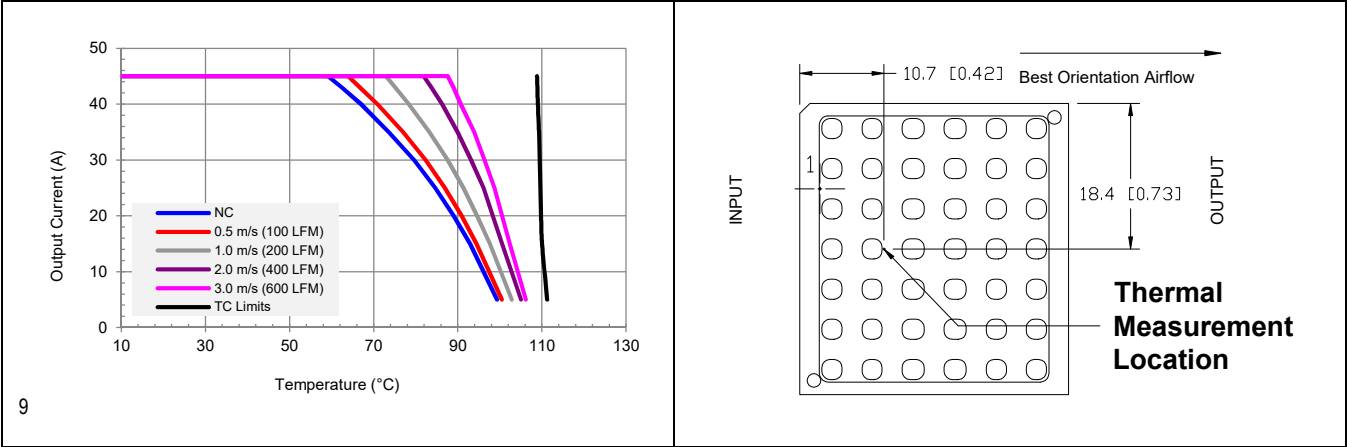 50
40
30
20
10
0
Output Current (A)
NC
0.5 m/s (100 LFM)
1.0 m/s (200 LFM)
2.0 m/s (400 LFM)
3.0 m/s (600 LFM)
TC Limits
10 30 50 70 90 110 130
Temperature (°C)
9
10.7 [0.42]
Best Orientation Airflow
1
INPUT
18.4 [0.73]
OUTPUT
Thermal
Measurement
Location